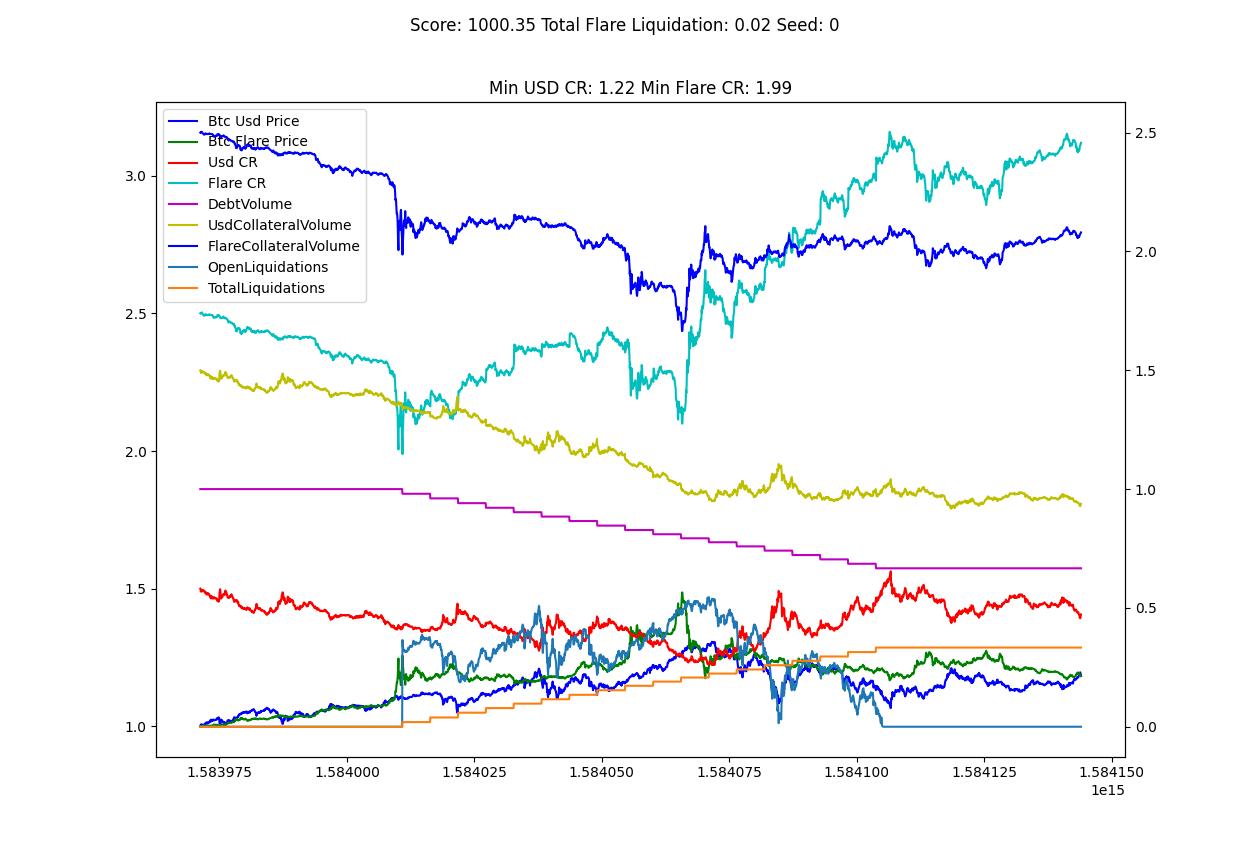 Score: 1000.35 Total Flare Liquidation: 0.02 Seed: 0
Min USD CR: 1.22 Min Flare CR: 1.99
Btc Usd Price
Btc Flare Price
Usd CR
Flare CR
DebtVolume
UsdCollateralVolume
FlareCollateralVolume
OpenLiquidations
TotalLiquidations
3.0
2.5
2.0
1.5
1.0
2.5
2.0
1.5
1.0
0.5
0.0
1.583975
1.584000
1.584025
1.584050
1.584075
1.584100
1.584125
1.584150
1e15